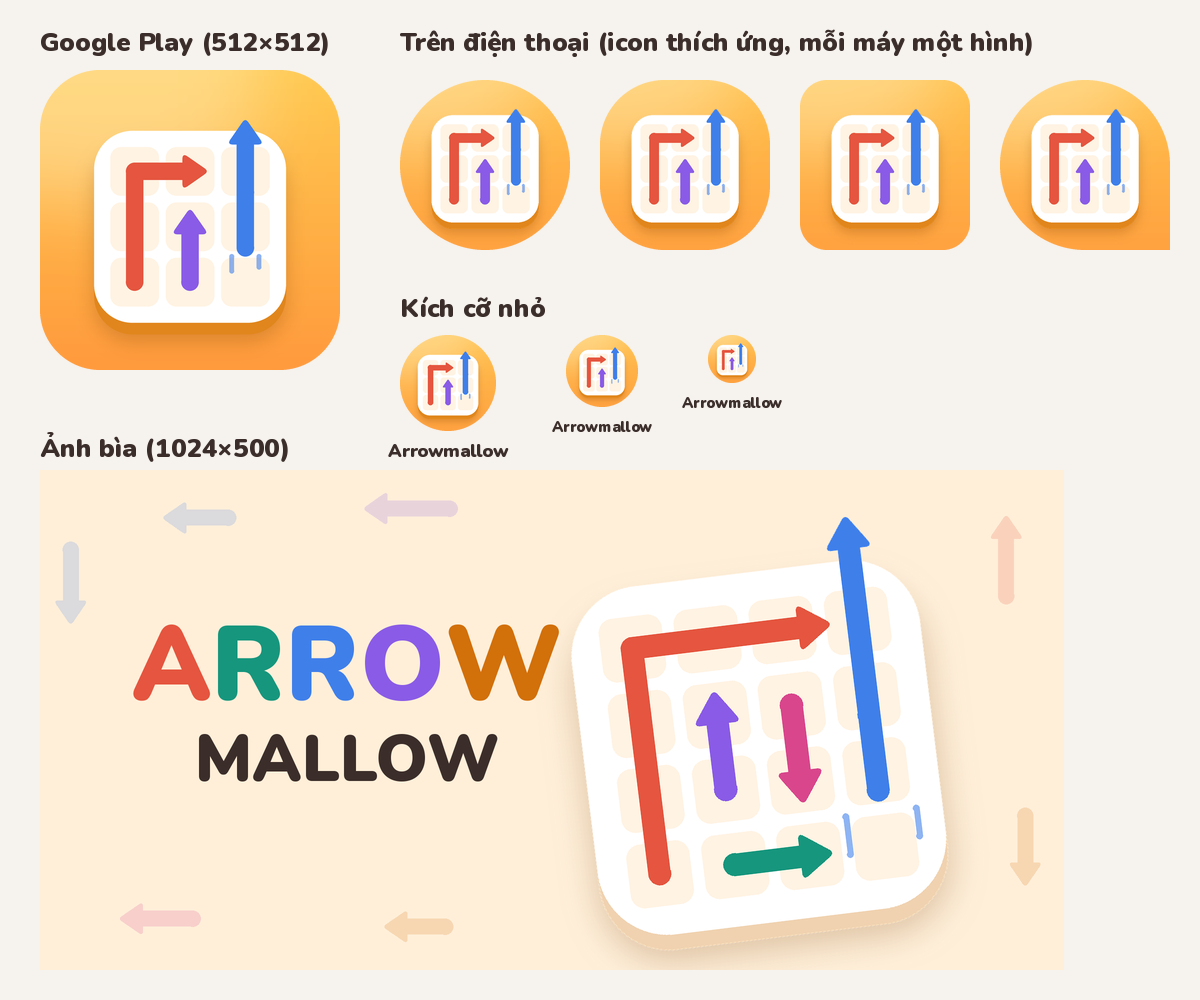 Google Play (512×512)
Trên điện thoại (icon thích ứng, mỗi máy một hình)
Kích cỡ nhỏ
Arrowmallow
Arrowmallow
Arrowmallow
Ảnh bìa (1024×500)
ARROW
MALLOW